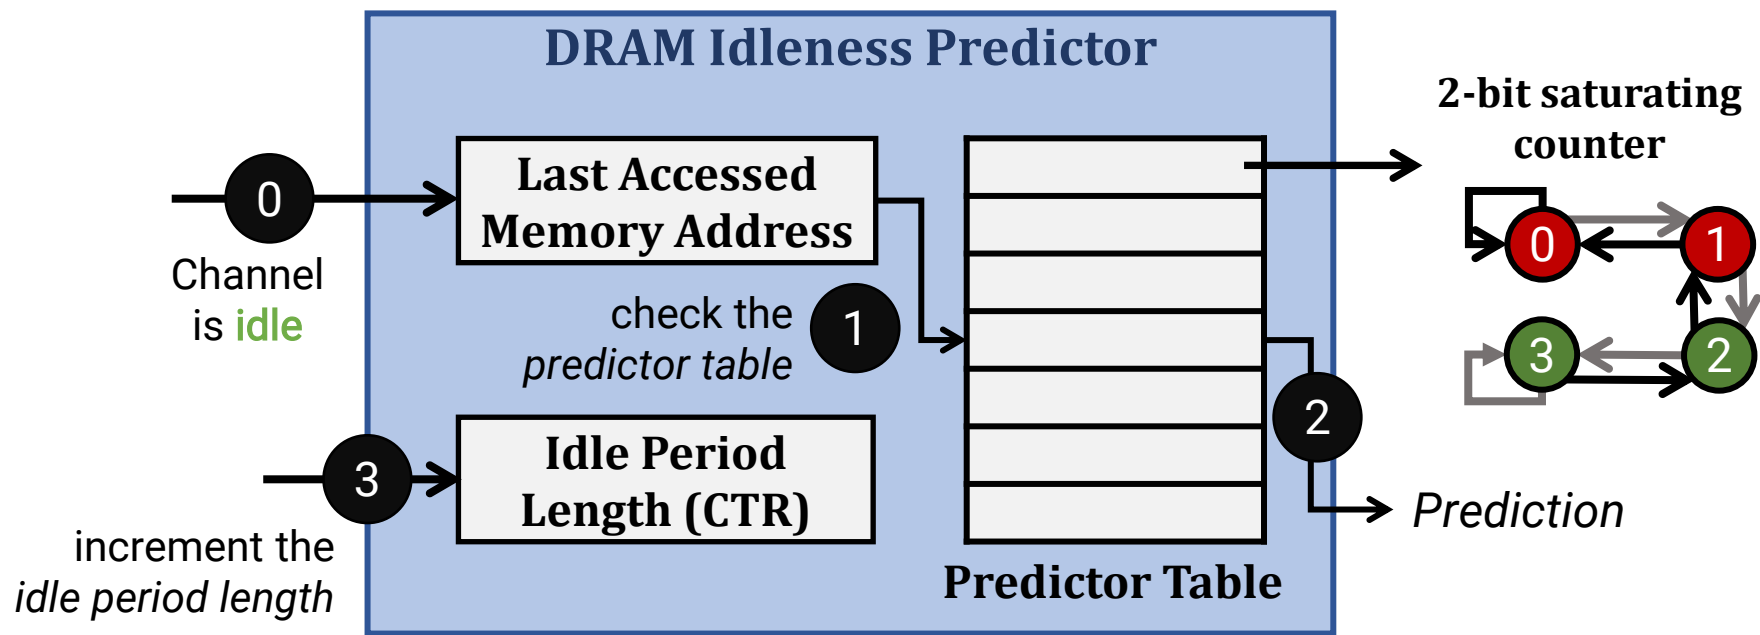 DRAM Idleness Predictor
0
Channel
is idle
Last Accessed
Memory Address
check the
predictor table
1
3
increment the
idle period length
Idle Period
Length (CTR)
Predictor Table
2
Prediction
2-bit saturating
counter
0
1
3
2